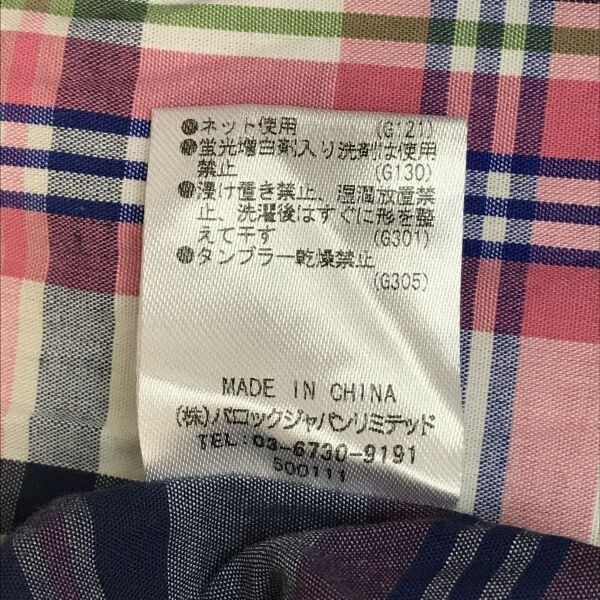 ●ネット使用 (G121)
●蛍光増白剤入り洗剤は使用
禁止 (G130)
●浸け置き禁止、湿潤放置禁
止、洗濯後はすぐに形を整
えて干す (G301)
●タンブラー乾燥禁止
(G305)
MADE IN CHINA
(株)バロックジャパンリミテッド
TEL:03-6730-9191
500111